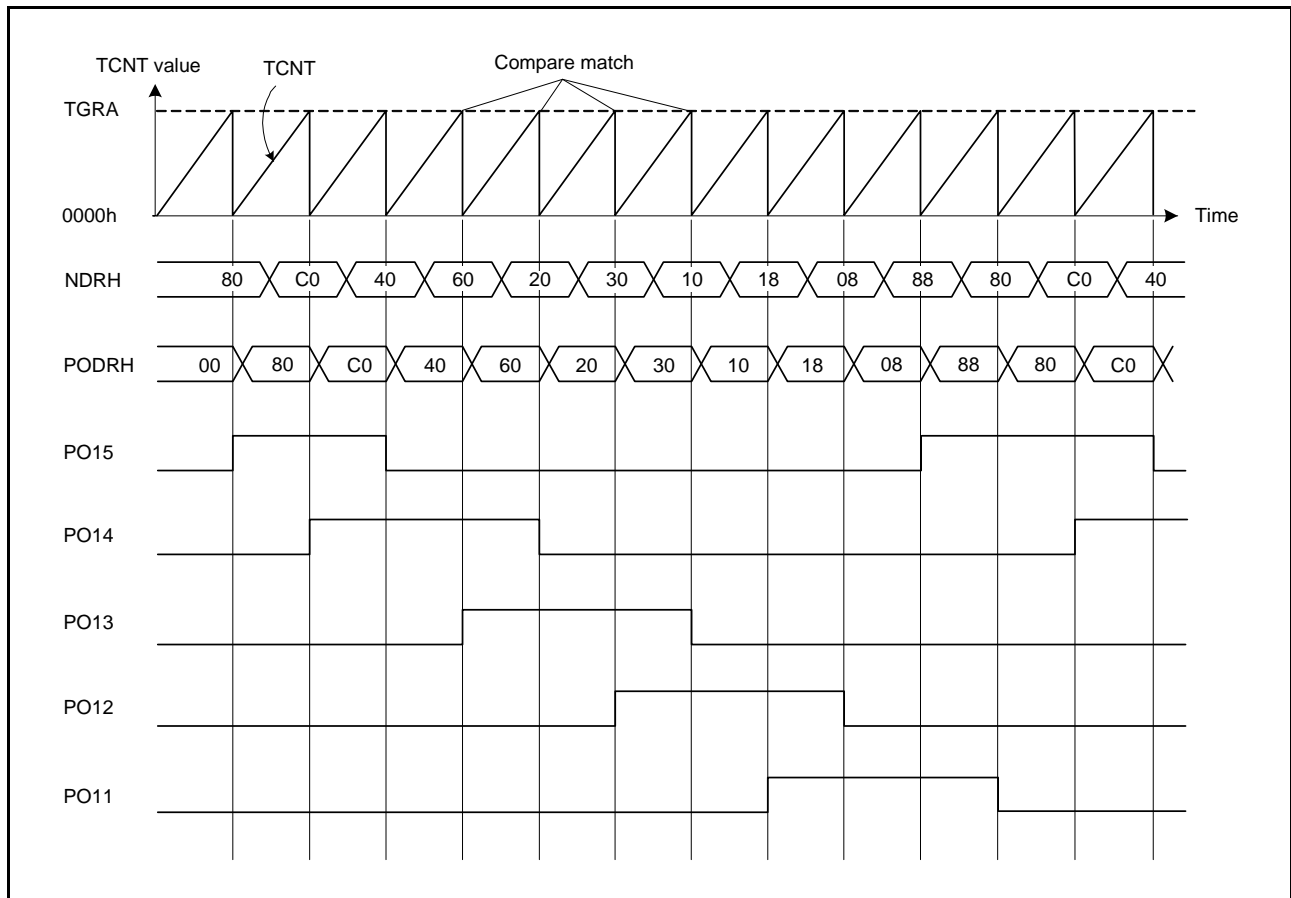 TCNT value TCNT Compare match
TGRA
0000h Time
NDRH 80 C0 40 60 20 30 10 18 08 88 80 C0 40
PODRH 00 80 C0 40 60 20 30 10 18 08 88 80 C0
PO15
PO14
PO13
PO12
PO11